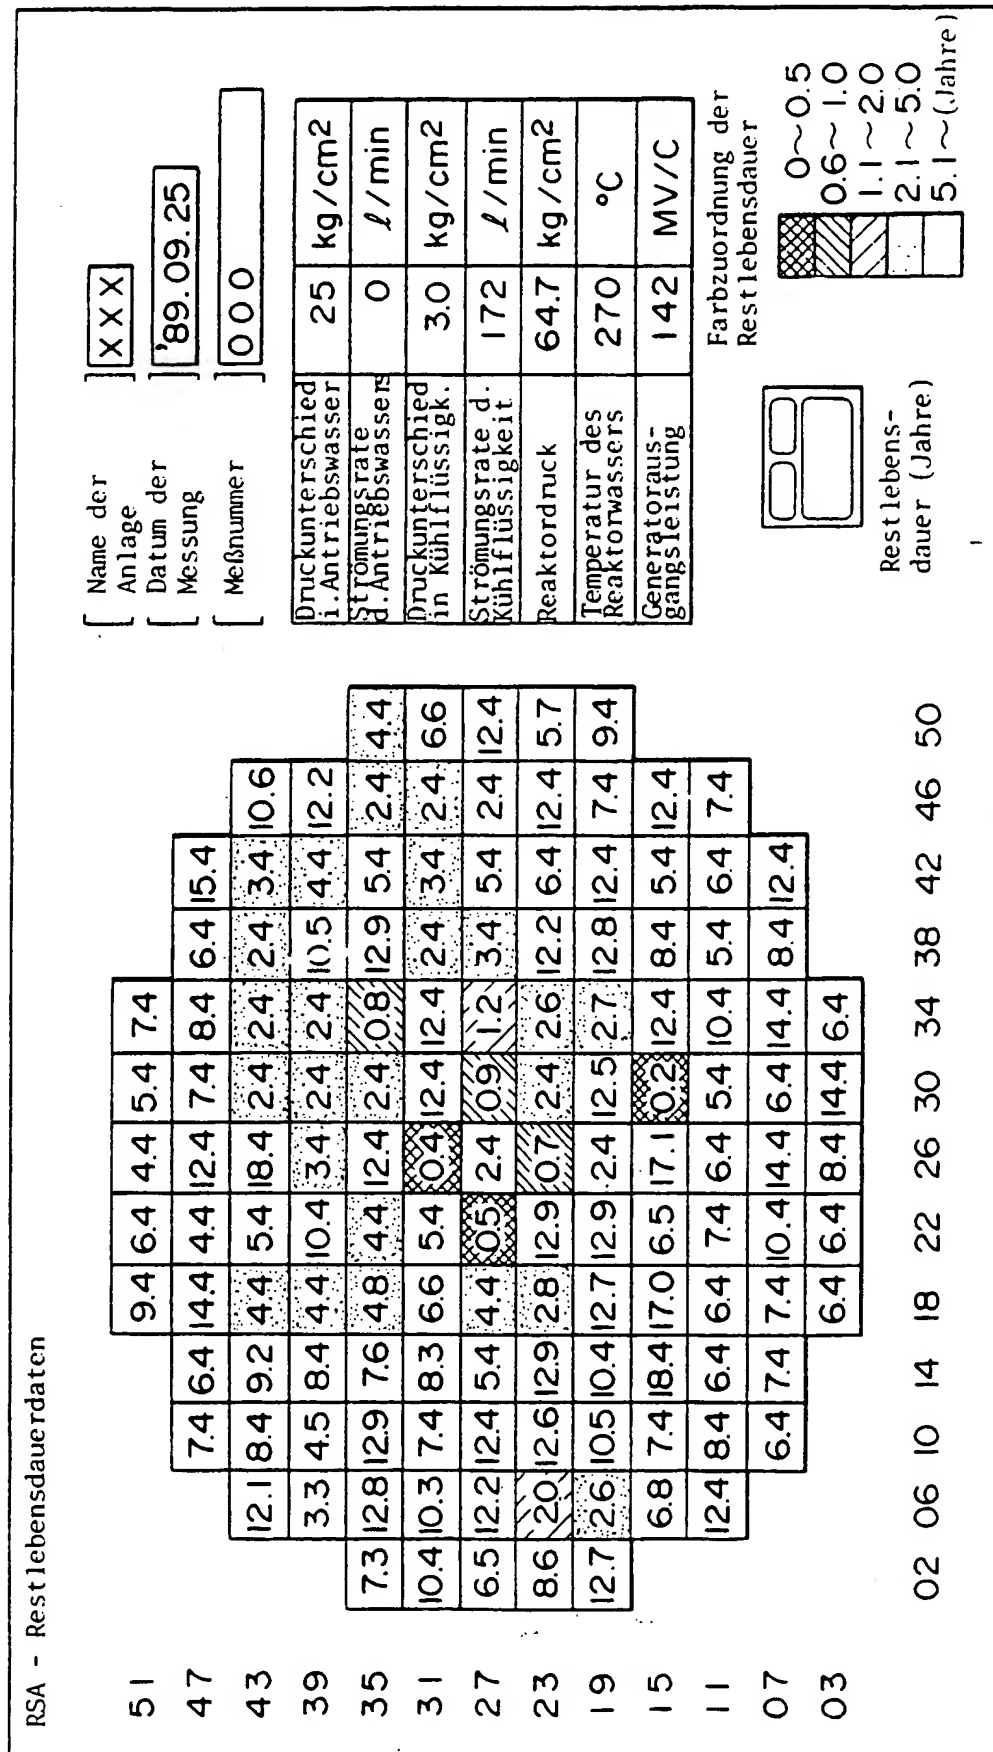 RSA - Restlebensdauerdaten
51 9.4 6.4 4.4 5.4 7.4
47 7.4 6.4 14.4 4.4 12.4 7.4 8.4 6.4 15.4
43 12.1 8.4 9.2 4.4 5.4 18.4 2.4 2.4 2.4 3.4 10.6
39 3.3 4.5 8.4 4.4 10.4 3.4 2.4 2.4 10.5 4.4 12.2
35 7.3 12.8 12.9 7.6 4.8 4.4 12.4 2.4 0.8 12.9 5.4 2.4 4.4
31 10.4 10.3 7.4 8.3 6.6 5.4 0.4 12.4 12.4 2.4 3.4 2.4 6.6
27 6.5 12.2 12.4 5.4 4.4 0.5 2.4 0.9 1.2 3.4 5.4 2.4 12.4
23 8.6 2.0 12.6 12.9 2.8 12.9 0.7 2.4 2.6 12.2 6.4 12.4 5.7
19 12.7 2.6 10.5 10.4 12.7 12.9 2.4 12.5 2.7 12.8 12.4 7.4 9.4
15 6.8 7.4 18.4 17.0 6.5 17.1 0.2 12.4 8.4 5.4 12.4
11 12.4 8.4 6.4 6.4 7.4 6.4 5.4 10.4 5.4 6.4 7.4
07 6.4 7.4 7.4 10.4 14.4 6.4 14.4 8.4 12.4
03 6.4 6.4 8.4 14.4 6.4
02 06 10 14 18 22 26 30 34 38 42 46 50
[ Name der
Anlage ] XXX
[ Datum der
Messung ] '89.09.25
[ Meßnummer ] 000
Druckunterschied
i.Antriebswasser 25 kg/cm2
Strömungsrate
d.Antriebswassers 0 ℓ/min
Druckunterschied
in Kühlflüssigk. 3.0 kg/cm2
Strömungsrate d.
Kühlflüssigkeit 172 ℓ/min
Reaktordruck 64.7 kg/cm2
Temperatur des
Reaktorwassers 270 °C
Generatoraus-
gangsleistung 142 MV/C
Restlebens-
dauer (Jahre)
Farbzuordnung der
Restlebensdauer
0~0.5
0.6~1.0
1.1~2.0
2.1~5.0
5.1~(Jahre)